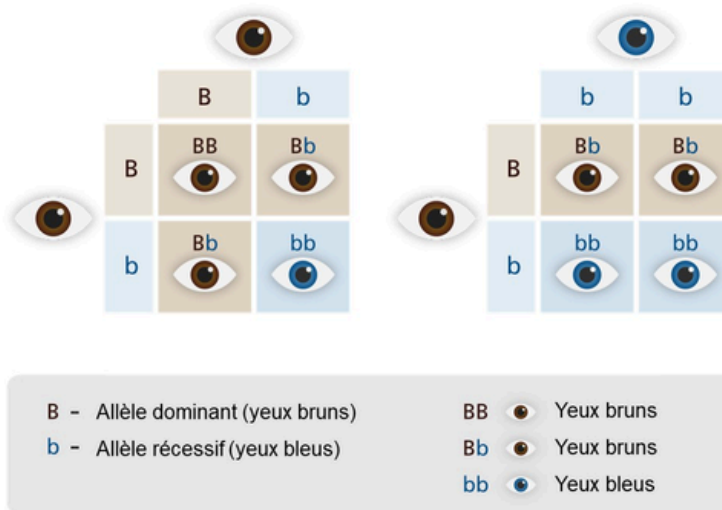 B b
B BB Bb
b Bb bb
b b
B Bb Bb
b bb bb
B - Allèle dominant (yeux bruns)
b - Allèle récessif (yeux bleus)
BB Yeux bruns
Bb Yeux bruns
bb Yeux bleus